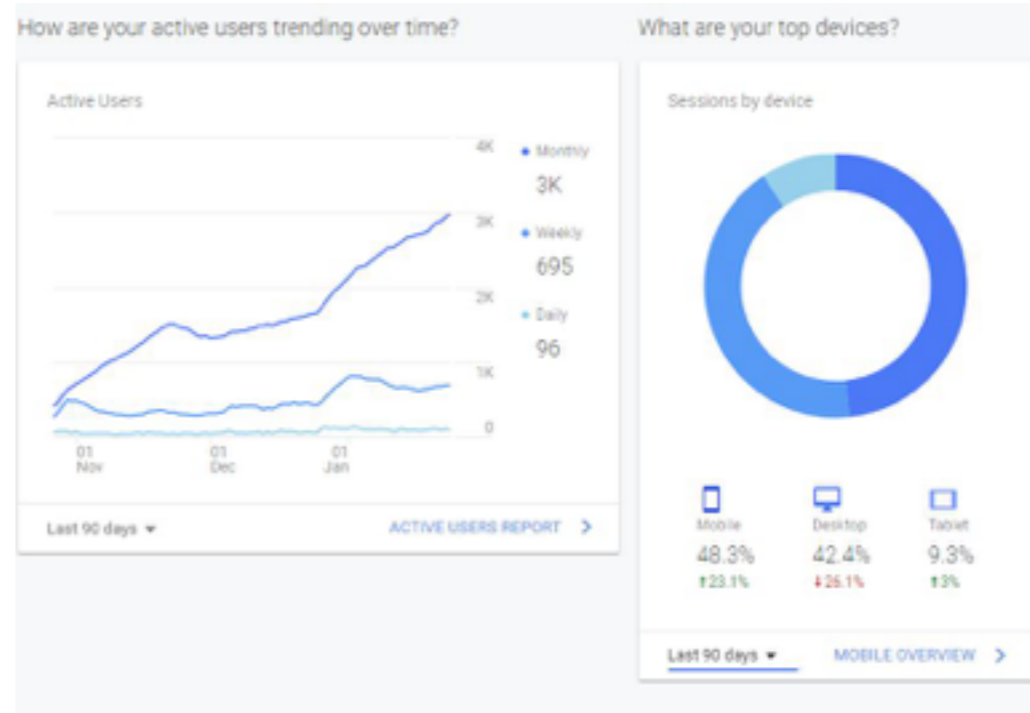 How are your active users trending over time?
Active Users
4K
3K
2K
1K
0
Monthly
3K
Weekly
695
Daily
96
01
Nov
01
Dec
01
Jan
Last 90 days
ACTIVE USERS REPORT
What are your top devices?
Sessions by device
Mobile
48.3%
↑23.1%
Desktop
42.4%
↓26.1%
Tablet
9.3%
↑3%
Last 90 days
MOBILE OVERVIEW